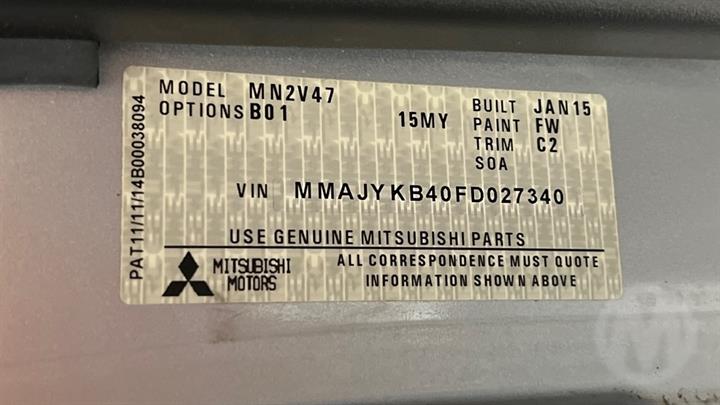 MODEL MN2V47
OPTIONS B01 15MY
BUILT JAN15
PAINT FW
TRIM C2
SOA
VIN MMAJYKB40FD027340
USE GENUINE MITSUBISHI PARTS
MITSUBISHI
MOTORS
ALL CORRESPONDENCE MUST QUOTE
INFORMATION SHOWN ABOVE
PAT11/11/14B00038094